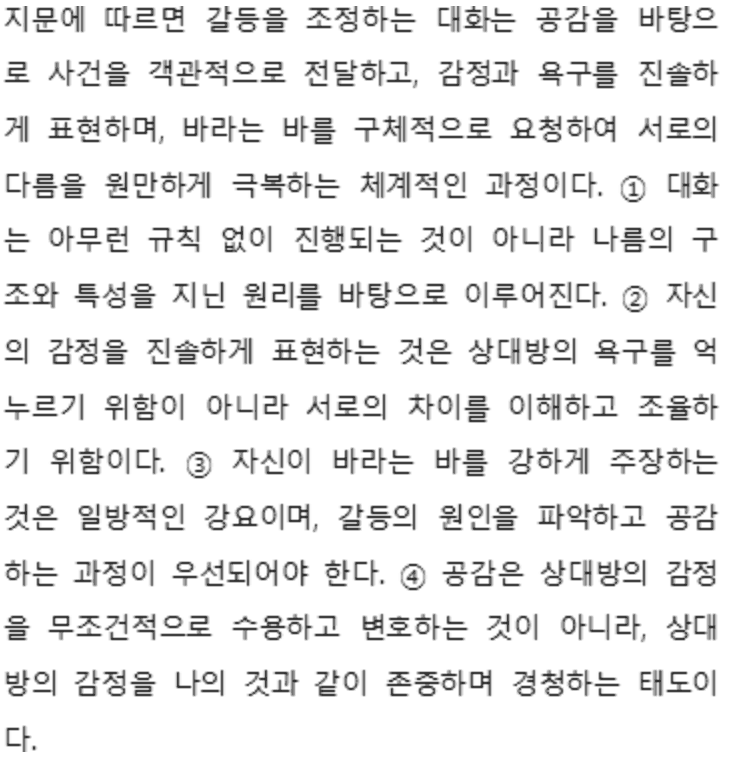 지문에 따르면 갈등을 조정하는 대화는 공감을 바탕으
로 사건을 객관적으로 전달하고, 감정과 욕구를 진솔하
게 표현하며, 바라는 바를 구체적으로 요청하여 서로의
다름을 원만하게 극복하는 체계적인 과정이다. ① 대화
는 아무런 규칙 없이 진행되는 것이 아니라 나름의 구
조와 특성을 지닌 원리를 바탕으로 이루어진다. ② 자신
의 감정을 진솔하게 표현하는 것은 상대방의 욕구를 억
누르기 위함이 아니라 서로의 차이를 이해하고 조율하
기 위함이다. ③ 자신이 바라는 바를 강하게 주장하는
것은 일방적인 강요이며, 갈등의 원인을 파악하고 공감
하는 과정이 우선되어야 한다. ④ 공감은 상대방의 감정
을 무조건적으로 수용하고 변호하는 것이 아니라, 상대
방의 감정을 나의 것과 같이 존중하며 경청하는 태도이
다.